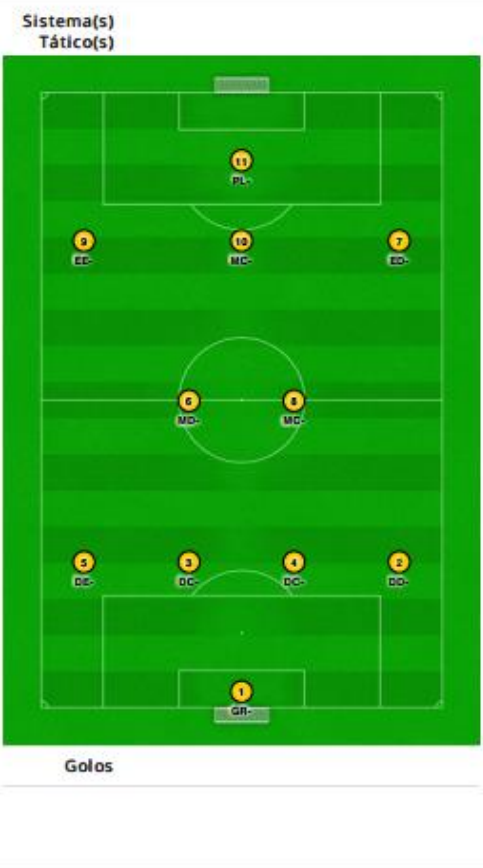 Sistema(s)
Tático(s)
11
PL-
9 10 7
EE- MC- ED-
6 8
MD- MC-
5 3 4 2
DE- DC- DC- DD-
1
GR-
Golos